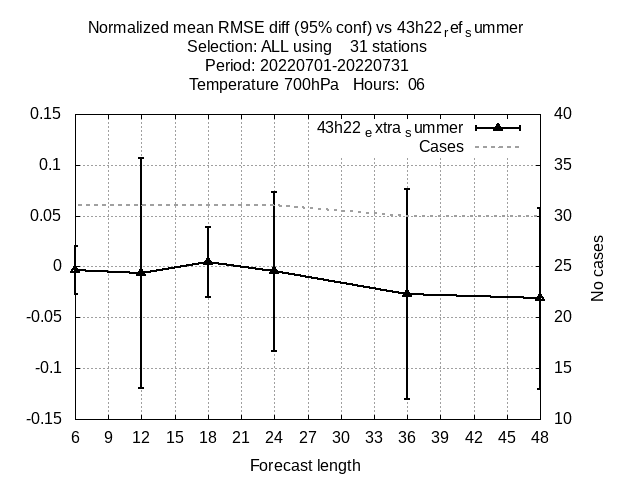 Normalized mean RMSE diff (95% conf) vs 43h22refsummer
Selection: ALL using 31 stations
Period: 20220701-20220731
Temperature 700hPa Hours: 06
43h22extrasummer
Cases
0.15
0.1
0.05
0
-0.05
-0.1
-0.15
40
35
30
25
20
15
10
No cases
6 9 12 15 18 21 24 27 30 33 36 39 42 45 48
Forecast length